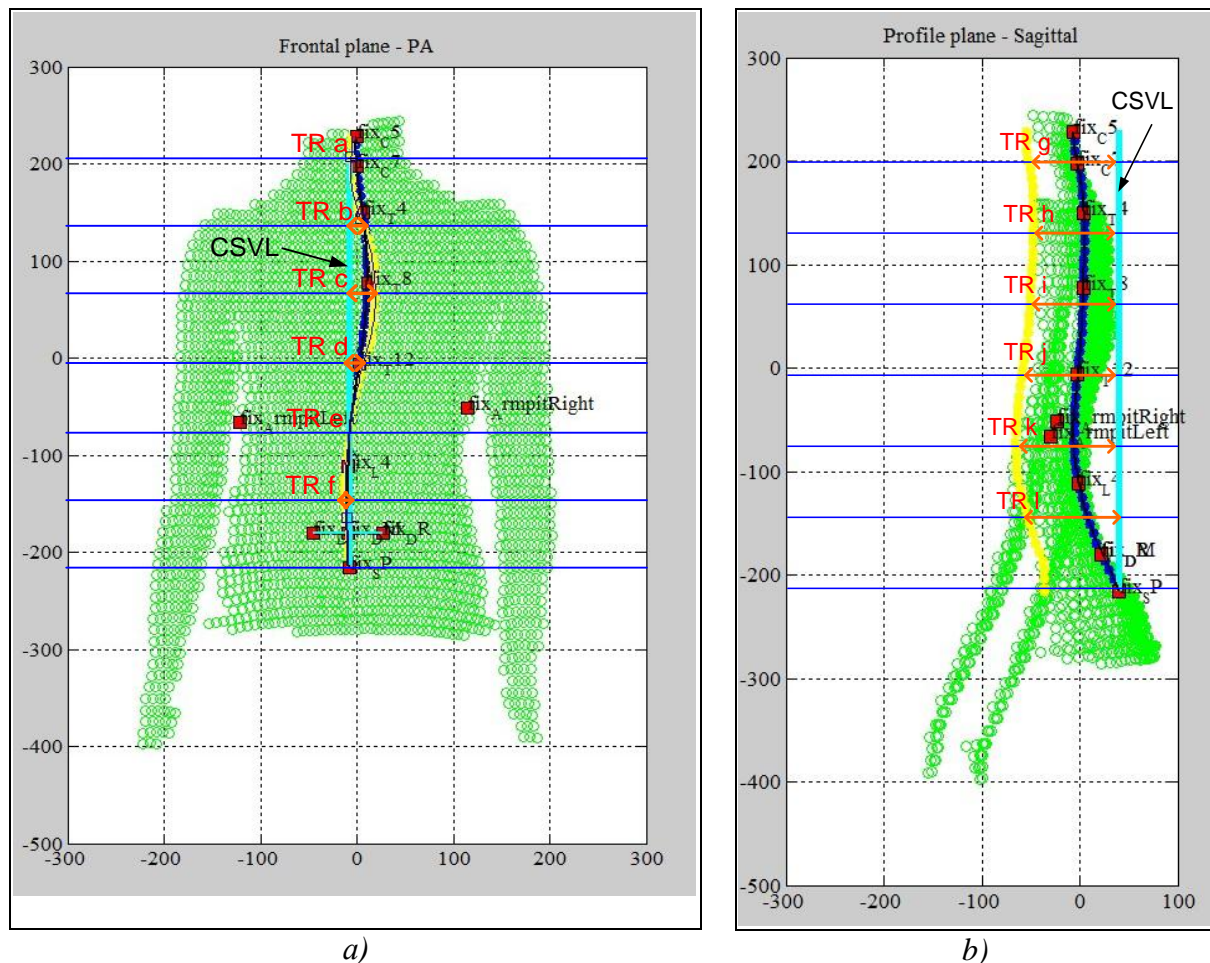 Frontal plane - PA
300
200
100
0
-100
-200
-300
-400
-500
-300
-200
-100
0
100
200
300
TR a
TR b
CSVL
TR c
TR d
TR e
TR f
fix_C5
fix_C7
fix_T4
fix_T8
fix_T12
fix_ArmpitRight
L4
fix_SP
a)
Profile plane - Sagittal
300
200
100
0
-100
-200
-300
-400
-500
-300
-200
-100
0
100
CSVL
TR g
TR h
TR i
TR j
TR k
TR l
fix_C5
fix_T4
fix_T8
fix_ArmpitRight
fix_ArmpitLeft
fix_L4
fix_SP
b)